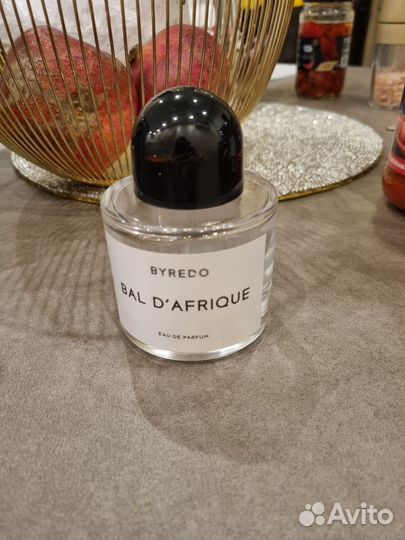 BYREDO
BAL D'AFRIQUE
EAU DE PARFUM
Avito